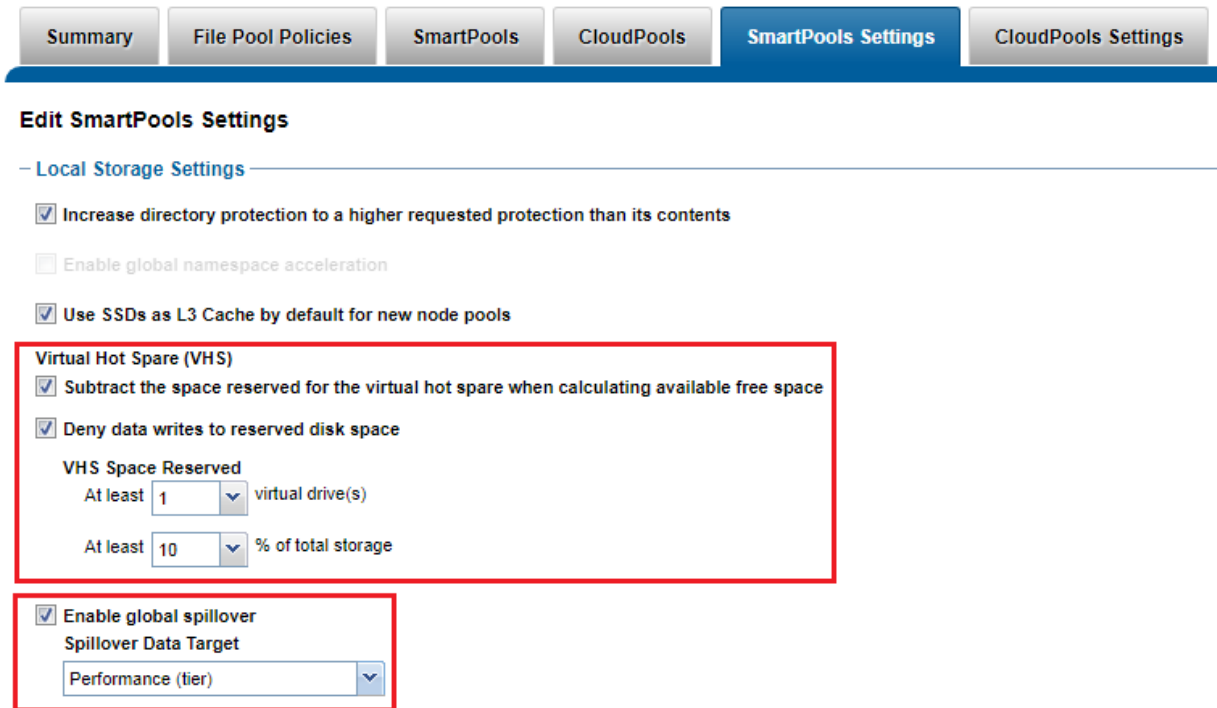 Summary File Pool Policies SmartPools CloudPools SmartPools Settings CloudPools Settings
Edit SmartPools Settings
Local Storage Settings
Increase directory protection to a higher requested protection than its contents
Enable global namespace acceleration
Use SSDs as L3 Cache by default for new node pools
Virtual Hot Spare (VHS)
Subtract the space reserved for the virtual hot spare when calculating available free space
Deny data writes to reserved disk space
VHS Space Reserved
At least 1 virtual drive(s)
At least 10 % of total storage
Enable global spillover
Spillover Data Target
Performance (tier)